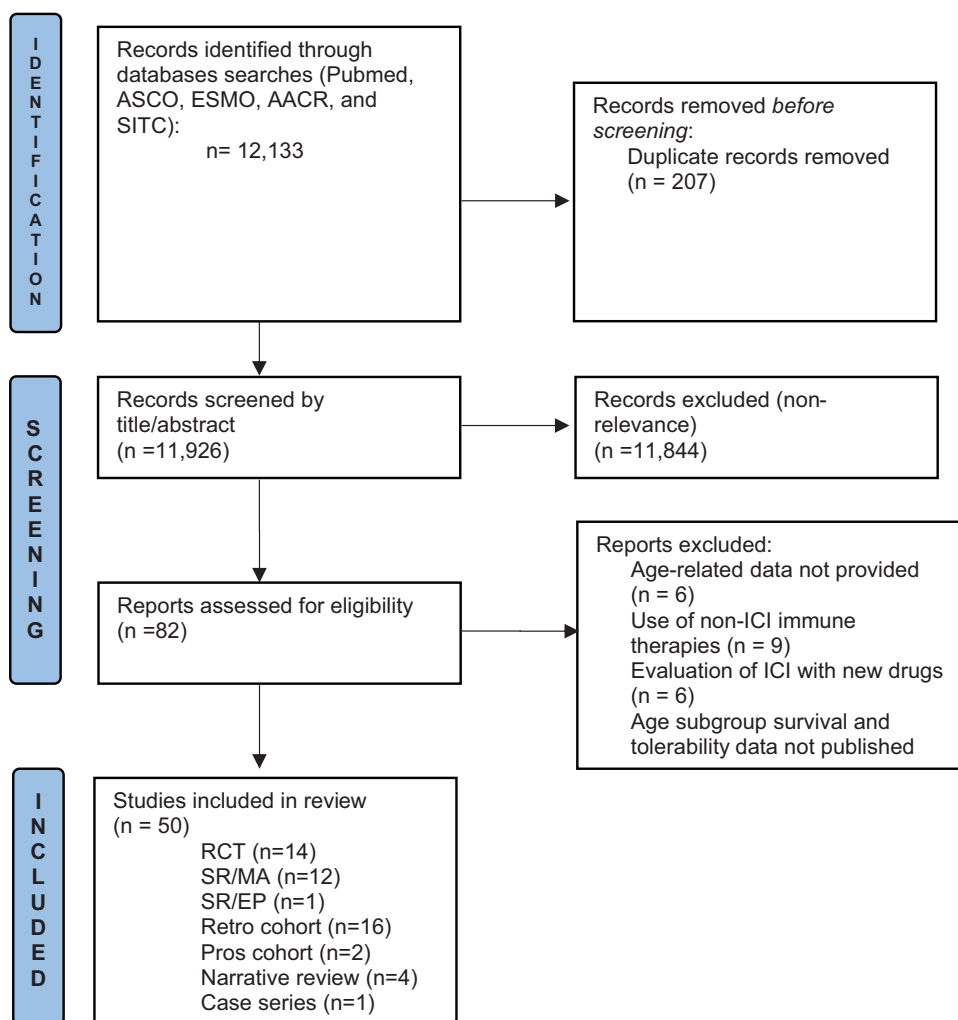 IDENTIFICATION
Records identified through
databases searches (Pubmed,
ASCO, ESMO, AACR, and
SITC):
n= 12,133
Records removed before
screening:
Duplicate records removed
(n = 207)
SCREENING
Records screened by
title/abstract
(n =11,926)
Records excluded (non-
relevance)
(n =11,844)
Reports assessed for eligibility
(n =82)
Reports excluded:
Age-related data not provided
(n = 6)
Use of non-ICI immune
therapies (n = 9)
Evaluation of ICI with new drugs
(n = 6)
Age subgroup survival and
tolerability data not published
INCLUDED
Studies included in review
(n = 50)
RCT (n=14)
SR/MA (n=12)
SR/EP (n=1)
Retro cohort (n=16)
Pros cohort (n=2)
Narrative review (n=4)
Case series (n=1)